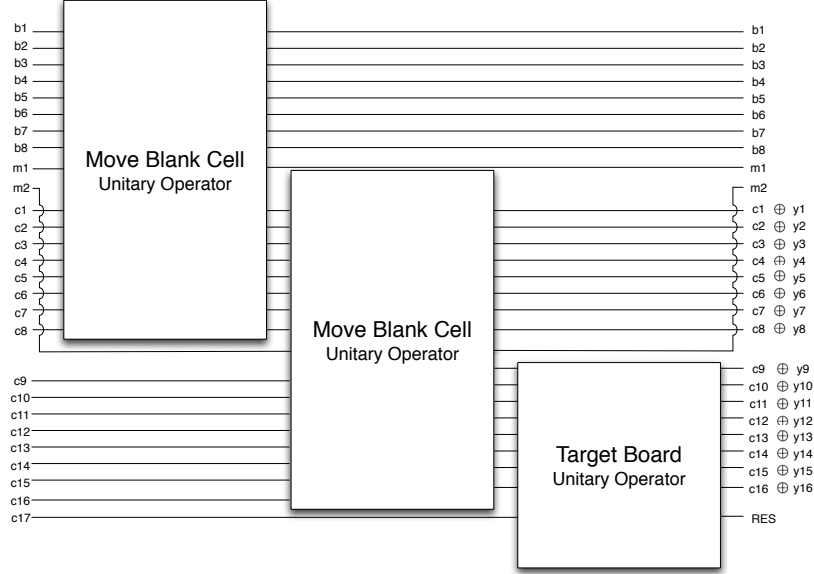 b1 b1
b2 b2
b3 b3
b4 b4
b5 b5
b6 b6
b7 b7
b8 b8
m1 m1
m2 m2
Move Blank Cell
Unitary Operator
c1 c1 ⊕ y1
c2 c2 ⊕ y2
c3 c3 ⊕ y3
c4 c4 ⊕ y4
c5 c5 ⊕ y5
c6 c6 ⊕ y6
c7 c7 ⊕ y7
c8 c8 ⊕ y8
Move Blank Cell
Unitary Operator
c9 c9 ⊕ y9
c10 c10 ⊕ y10
c11 c11 ⊕ y11
c12 c12 ⊕ y12
c13 c13 ⊕ y13
c14 c14 ⊕ y14
c15 c15 ⊕ y15
c16 c16 ⊕ y16
Target Board
Unitary Operator
c17 RES